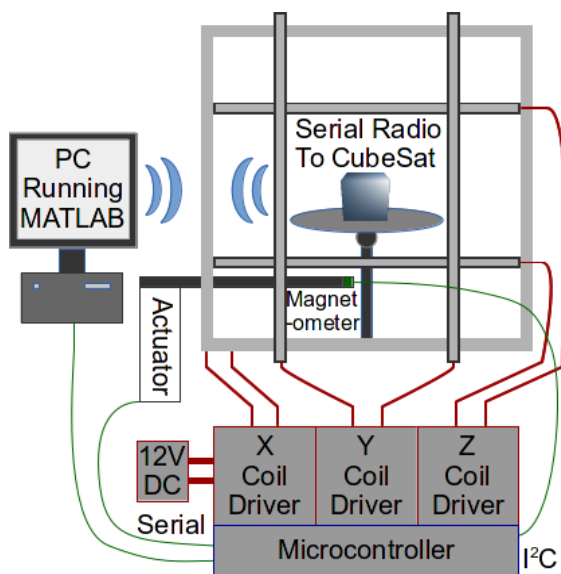 PC
Running
MATLAB
Serial Radio
To CubeSat
Magnet
-ometer
Actuator
12V
DC
X
Coil
Driver
Y
Coil
Driver
Z
Coil
Driver
Serial
Microcontroller
I²C